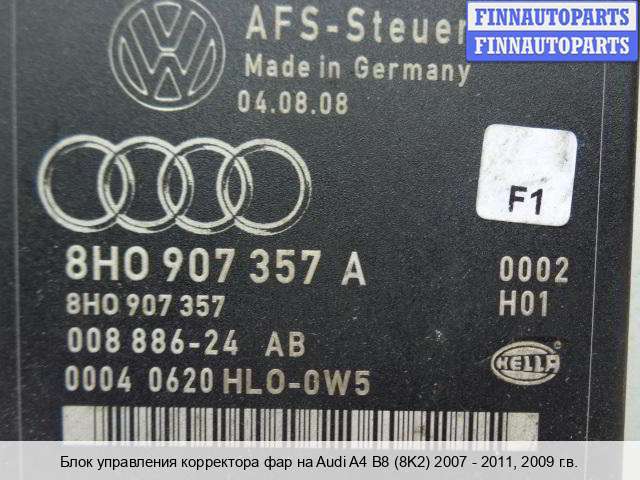 AFS-Steuer
FINNAUTOPARTS
FINNAUTOPARTS
Made in Germany
04.08.08
F1
8H0 907 357 A
0002
8H0 907 357
H01
008 886-24 AB
HELLA
0004 0620 HLO-0W5
Блок управления корректора фар на Audi A4 B8 (8K2) 2007 - 2011, 2009 г.в.